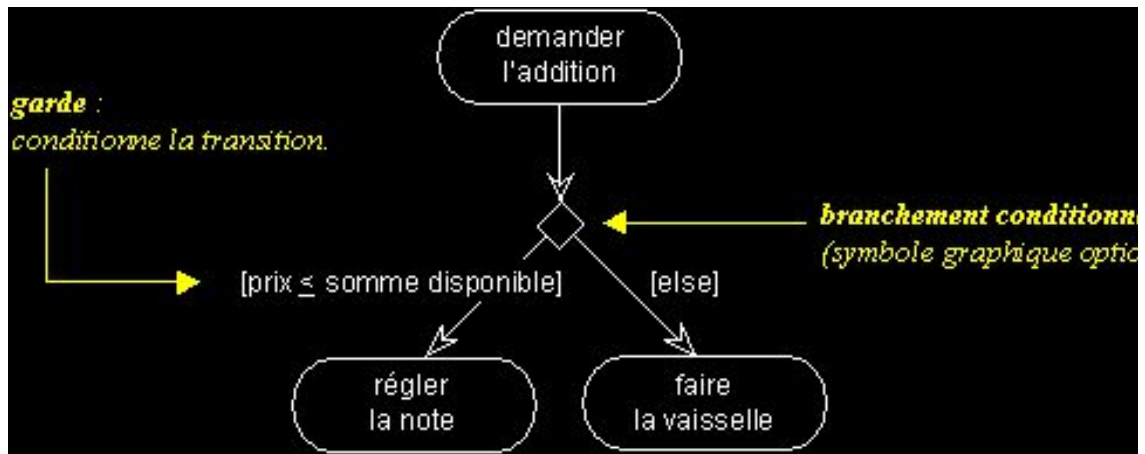 demander
l'addition
garde :
conditionne la transition.
branchement conditionn
(symbole graphique optio
[prix ≤ somme disponible]
[else]
régler
la note
faire
la vaisselle